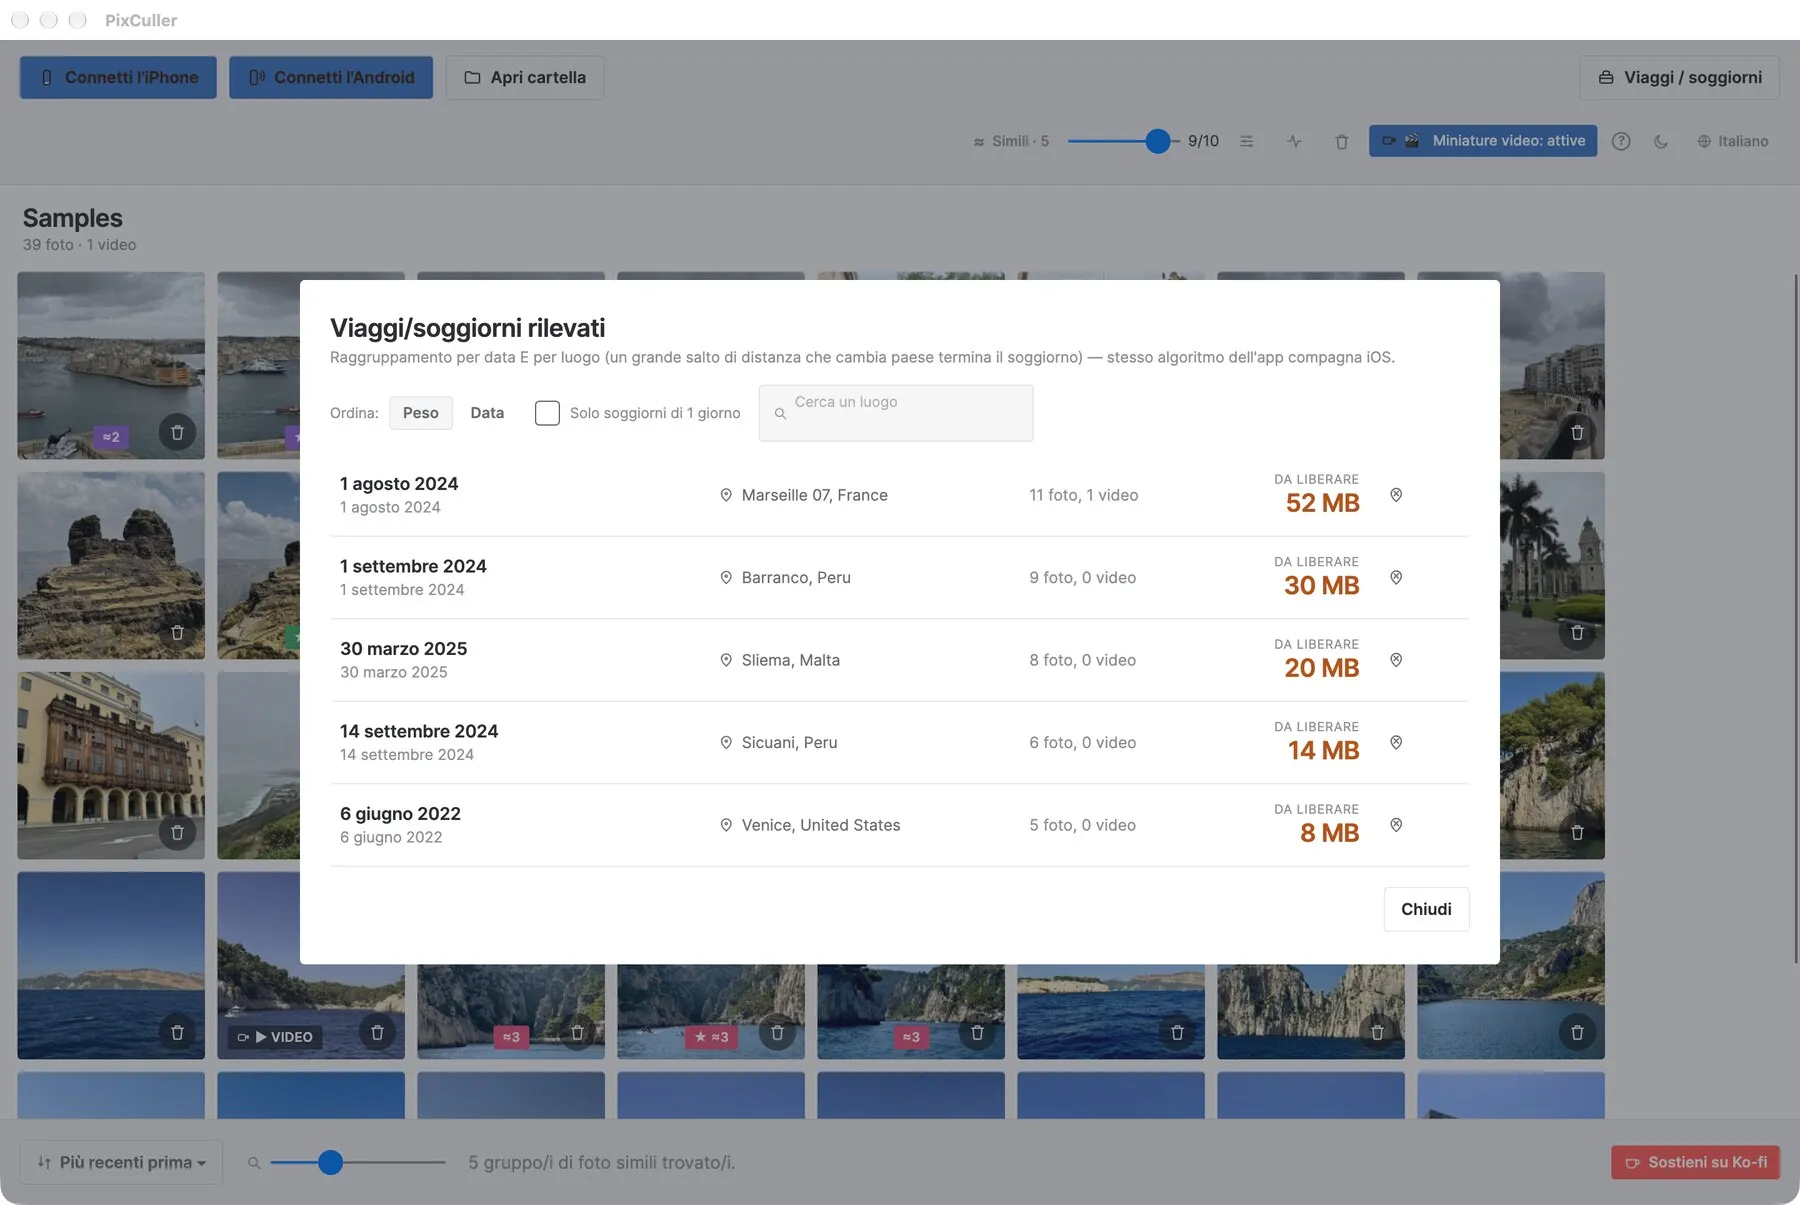 PixCuller
Connetti l'iPhone
Connetti l'Android
Apri cartella
Viaggi / soggiorni
≈ Simili · 5
9/10
Miniature video: attive
Italiano
Samples
39 foto · 1 video
≈2
Viaggi/soggiorni rilevati
Raggruppamento per data E per luogo (un grande salto di distanza che cambia paese termina il soggiorno) — stesso algoritmo dell'app compagna iOS.
Ordina:
Peso
Data
Solo soggiorni di 1 giorno
Cerca un luogo
1 agosto 2024
1 agosto 2024
Marseille 07, France
11 foto, 1 video
DA LIBERARE
52 MB
1 settembre 2024
1 settembre 2024
Barranco, Peru
9 foto, 0 video
DA LIBERARE
30 MB
30 marzo 2025
30 marzo 2025
Sliema, Malta
8 foto, 0 video
DA LIBERARE
20 MB
14 settembre 2024
14 settembre 2024
Sicuani, Peru
6 foto, 0 video
DA LIBERARE
14 MB
6 giugno 2022
6 giugno 2022
Venice, United States
5 foto, 0 video
DA LIBERARE
8 MB
Chiudi
▶ VIDEO
≈3
★ ≈3
≈3
Più recenti prima
5 gruppo/i di foto simili trovato/i.
Sostieni su Ko-fi